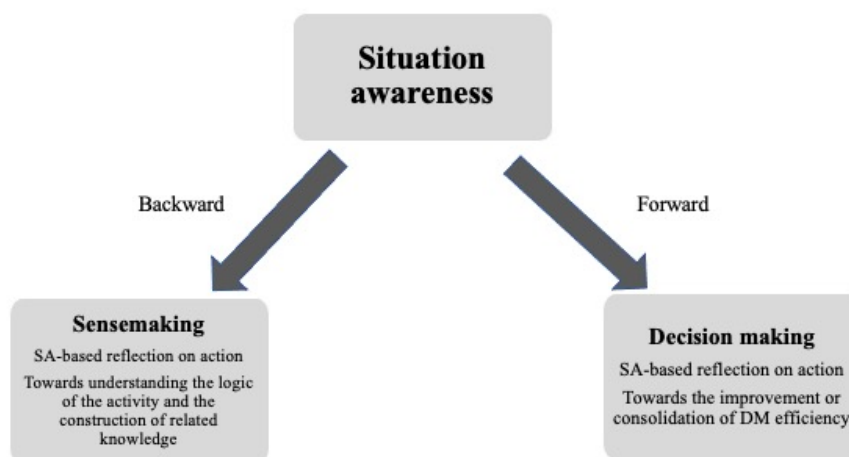 Situation
awareness
Backward
Forward
Sensemaking
SA-based reflection on action
Towards understanding the logic
of the activity and the
construction of related
knowledge
Decision making
SA-based reflection on action
Towards the improvement or
consolidation of DM efficiency